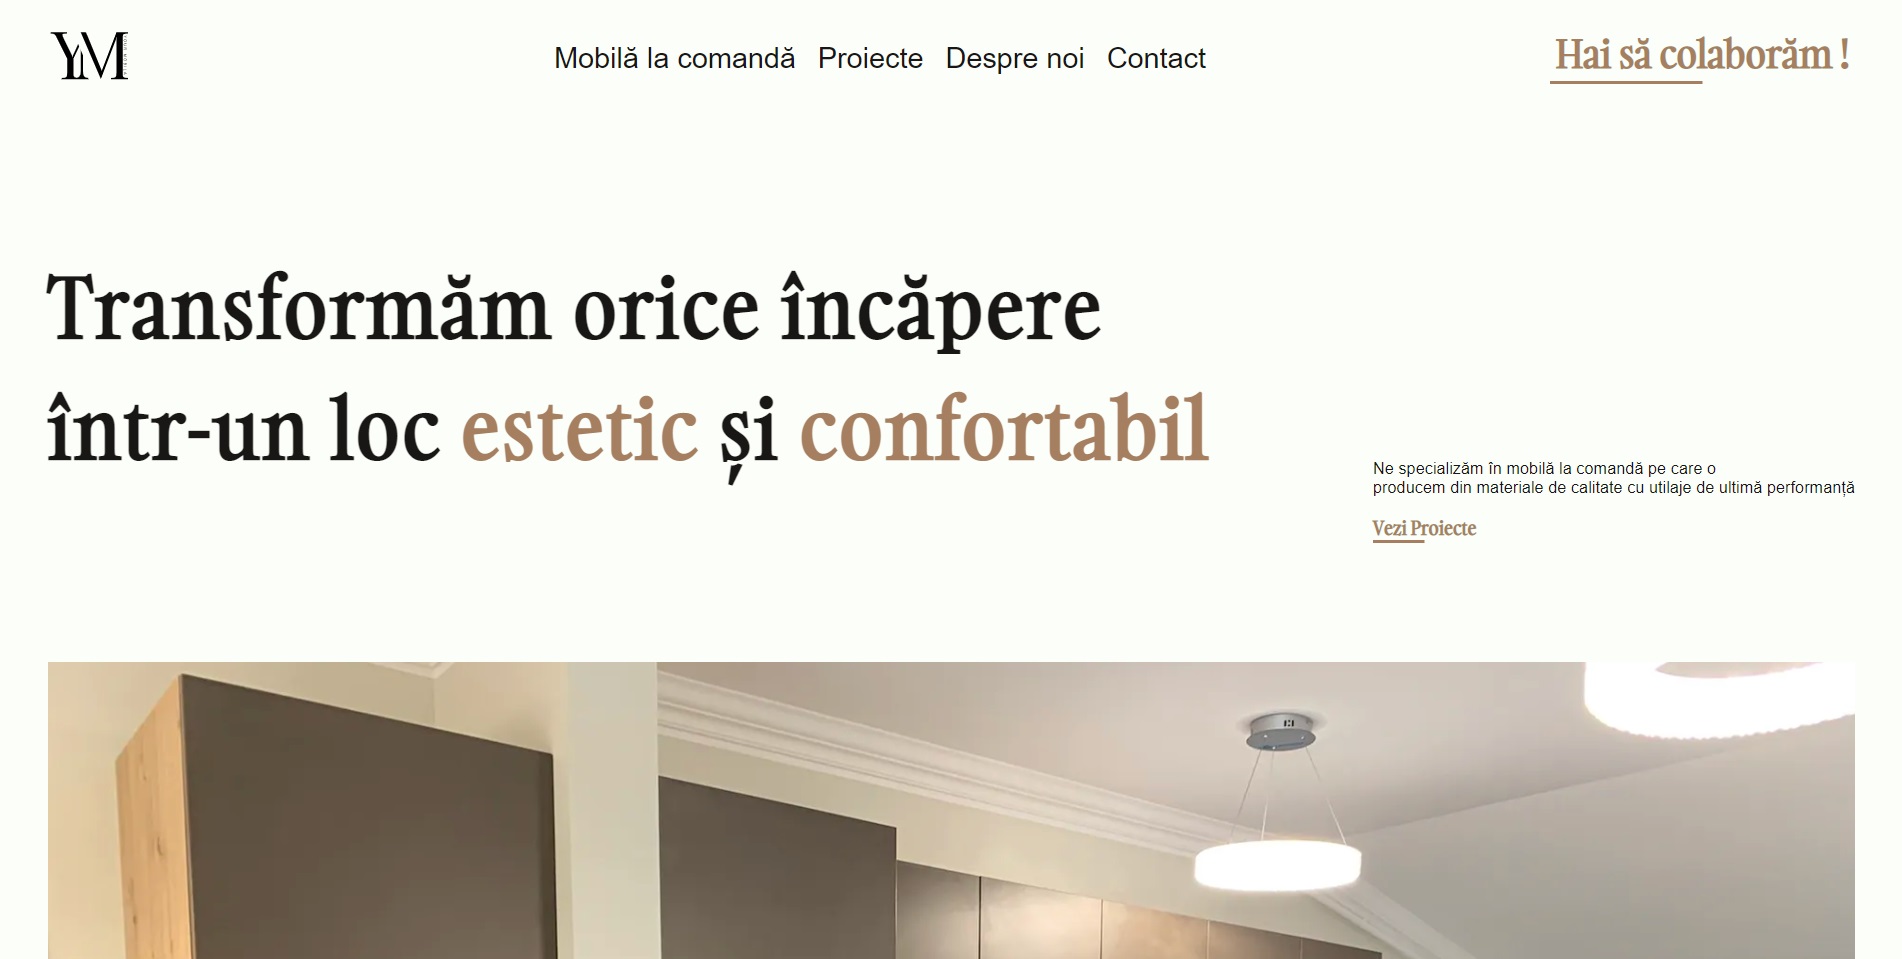 YM
Mobilă la comandă Proiecte Despre noi Contact
Hai să colaborăm !
Transformăm orice încăpere
într-un loc estetic și confortabil
Ne specializăm în mobilă la comandă pe care o
producem din materiale de calitate cu utilaje de ultimă performanță
Vezi Proiecte